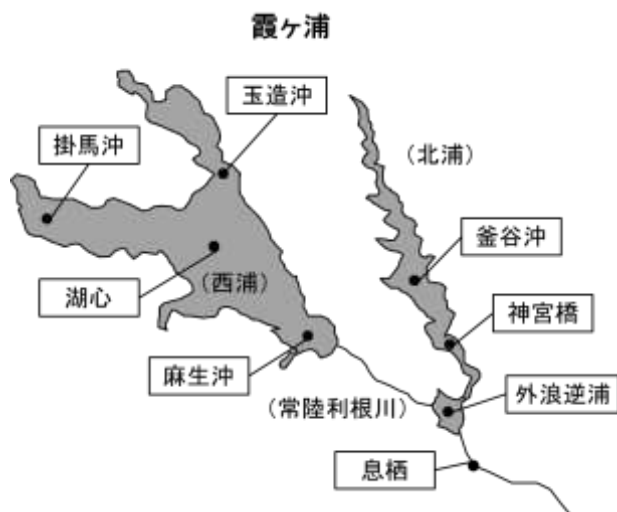 霞ヶ浦
玉造沖
掛馬沖
（北浦）
釜谷沖
湖心
（西浦）
神宮橋
麻生沖
（常陸利根川）
外浪逆浦
息栖